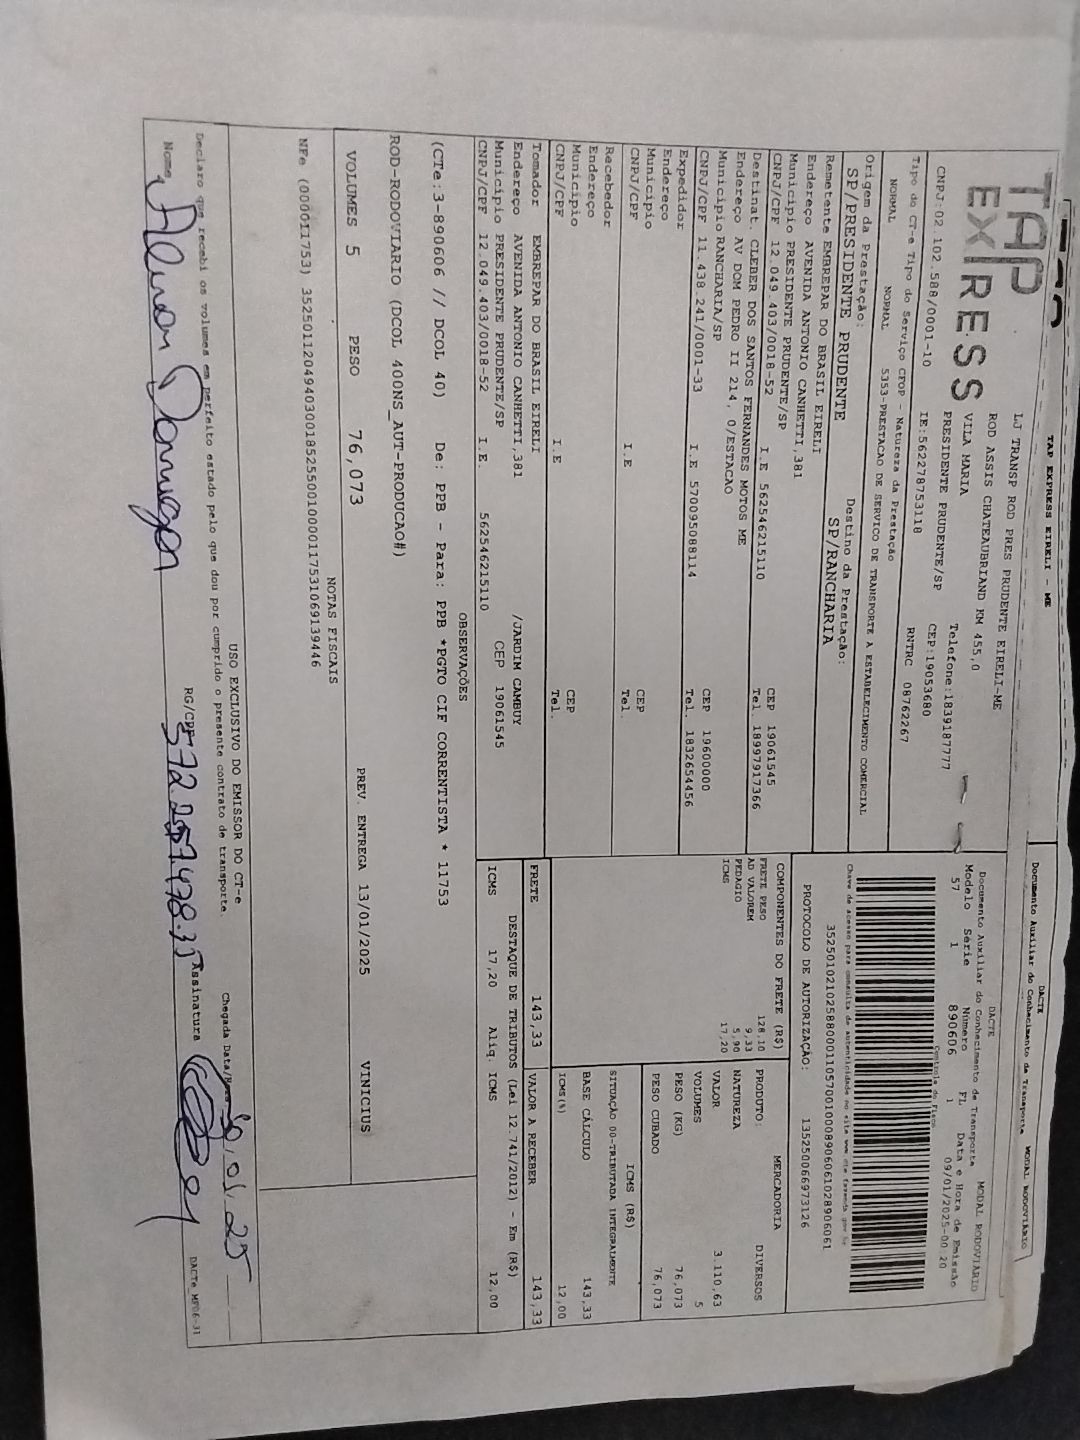 TAP EXPRESS EIRELI - ME
DACTE
Documento Auxiliar do Conhecimento de Transporte MODAL RODOVIÁRIO
TAP EXPRESS
LJ TRANSP ROD PRES PRUDENTE EIRELI-ME
ROD ASSIS CHATEAUBRIAND KM 455,0
VILA MARIA Telefone:1839187777
PRESIDENTE PRUDENTE/SP CEP:19053680
CNPJ:02.102.588/0001-10 IE:562278753118 RNTRC 08762267
Tipo do CT-e Tipo do Serviço CFOP - Natureza da Prestação
NORMAL NORMAL 5353-PRESTACAO DE SERVICO DE TRANSPORTE A ESTABELECIMENTO COMERCIAL
Origem da Prestação: Destino da Prestação:
SP/PRESIDENTE PRUDENTE SP/RANCHARIA
DACTE
Documento Auxiliar do Conhecimento de Transporte MODAL RODOVIÁRIO
Modelo Série Número FL Data e Hora de Emissão
57 1 890606 1 09/01/2025-00 20
Controle do Fisco
Chave de acesso para consulta de autenticidade no site
PROTOCOLO DE AUTORIZAÇÃO: 135250066973126
Remetente EMBREPAR DO BRASIL EIRELI
Endereço AVENIDA ANTONIO CANHETTI,381
Municipio PRESIDENTE PRUDENTE/SP CEP 19061545
CNPJ/CPF 12.049.403/0018-52 I.E 562546215110 Tel. 18997917366
Destinat. CLEBER DOS SANTOS FERNANDES MOTOS ME
Endereço AV DOM PEDRO II 214, 0/ESTACAO
Municipio RANCHARIA/SP CEP 19600000
CNPJ/CPF 11.438.241/0001-33 I.E 570095088114 Tel. 1832654456
Expedidor
Endereço
Municipio CEP
CNPJ/CPF I.E Tel.
Recebedor
Endereço
Municipio CEP
CNPJ/CPF I.E Tel.
Tomador EMBREPAR DO BRASIL EIRELI
Endereço AVENIDA ANTONIO CANHETTI,381 /JARDIM CAMBUY
Municipio PRESIDENTE PRUDENTE/SP CEP 19061545
CNPJ/CPF 12.049.403/0018-52 I.E. 562546215110
COMPONENTES DO FRETE (R$)
FRETE PESO 128,10
AD VALOREM 9,33
PEDAGIO 5,90
ICMS 17,20
MERCADORIA
PRODUTO: DIVERSOS
NATUREZA
VALOR 3.110,63
VOLUMES 5
PESO (KG) 76,073
PESO CUBADO 76,073
ICMS (R$)
SITUAÇÃO 00-TRIBUTADA INTEGRALMENTE
BASE CÁLCULO 143,33
ICMS(%) 12,00
FRETE 143,33 VALOR A RECEBER 143,33
DESTAQUE DE TRIBUTOS (Lei 12.741/2012) - Em (R$)
ICMS 17,20 Aliq. ICMS 12,00
OBSERVAÇÕES
(CTe:3-890606 // DCOL 40) De: PPB - Para: PPB *PGTO CIF CORRENTISTA * 11753
ROD-RODOVIARIO (DCOL 400NS_AUT-PRODUCAO#)
VOLUMES 5 PESO 76,073 PREV. ENTREGA 13/01/2025 VINICIUS
NOTAS FISCAIS
USO EXCLUSIVO DO EMISSOR DO CT-e
Declaro que recebi os volumes em perfeito estado pelo que dou por cumprido o presente contrato de transporte.
Chegada Data/Hora
Nome RG/CPF Assinatura
DACTe